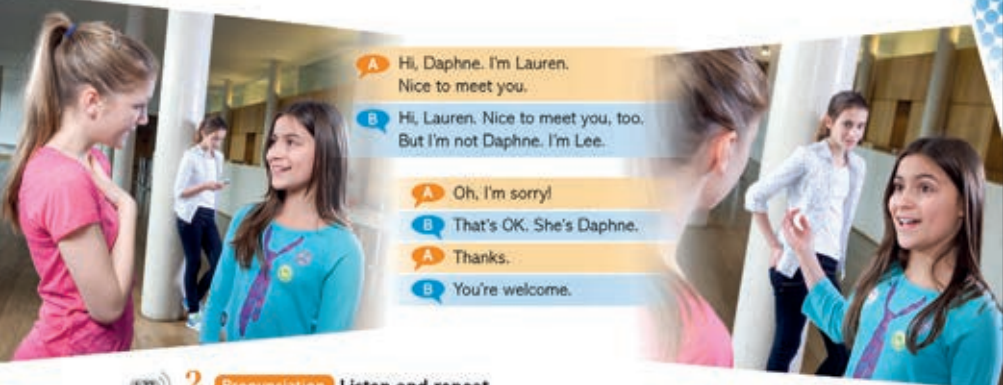 A Hi, Daphne. I'm Lauren.
Nice to meet you.
B Hi, Lauren. Nice to meet you, too.
But I'm not Daphne. I'm Lee.
A Oh, I'm sorry!
B That's OK. She's Daphne.
A Thanks.
B You're welcome.
2 Pronunciation Listen and repeat